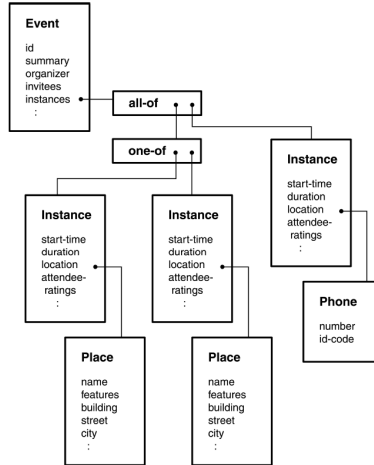 Event
id
summary
organizer
invitees
instances
:
all-of
one-of
Instance
start-time
duration
location
attendee-
ratings
:
Instance
start-time
duration
location
attendee-
ratings
:
Instance
start-time
duration
location
attendee-
ratings
:
Phone
number
id-code
Place
name
features
building
street
city
:
Place
name
features
building
street
city
: